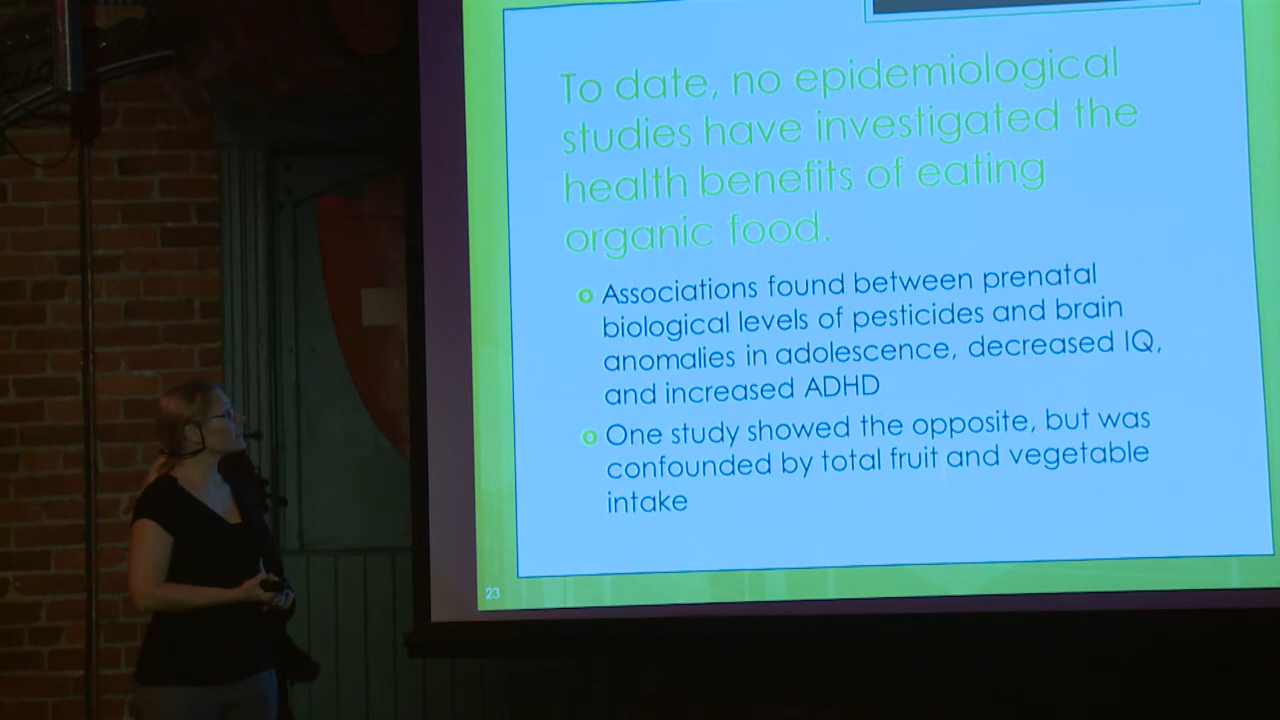 To date, no epidemiological
studies have investigated the
health benefits of eating
organic food.
o Associations found between prenatal
biological levels of pesticides and brain
anomalies in adolescence, decreased IQ,
and increased ADHD
o One study showed the opposite, but was
confounded by total fruit and vegetable
intake
23